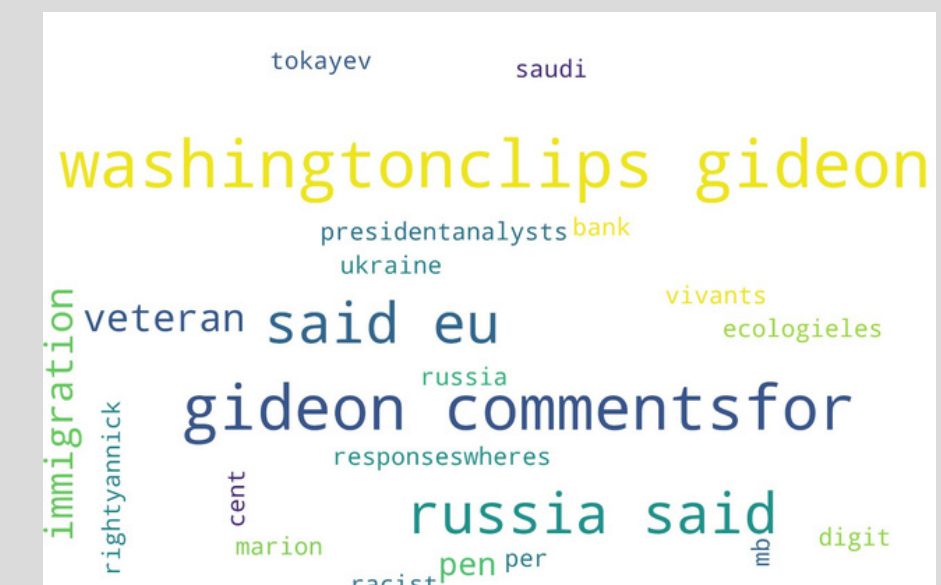 tokayev
saudi
washingtonclips gideon
presidentanalysts
bank
ukraine
vivants
immigration
veteran
said eu
ecologieles
russia
gideon commentsfor
rightyannick
responseswheres
cent
russia said
digit
marion
mb
pen
per
racist